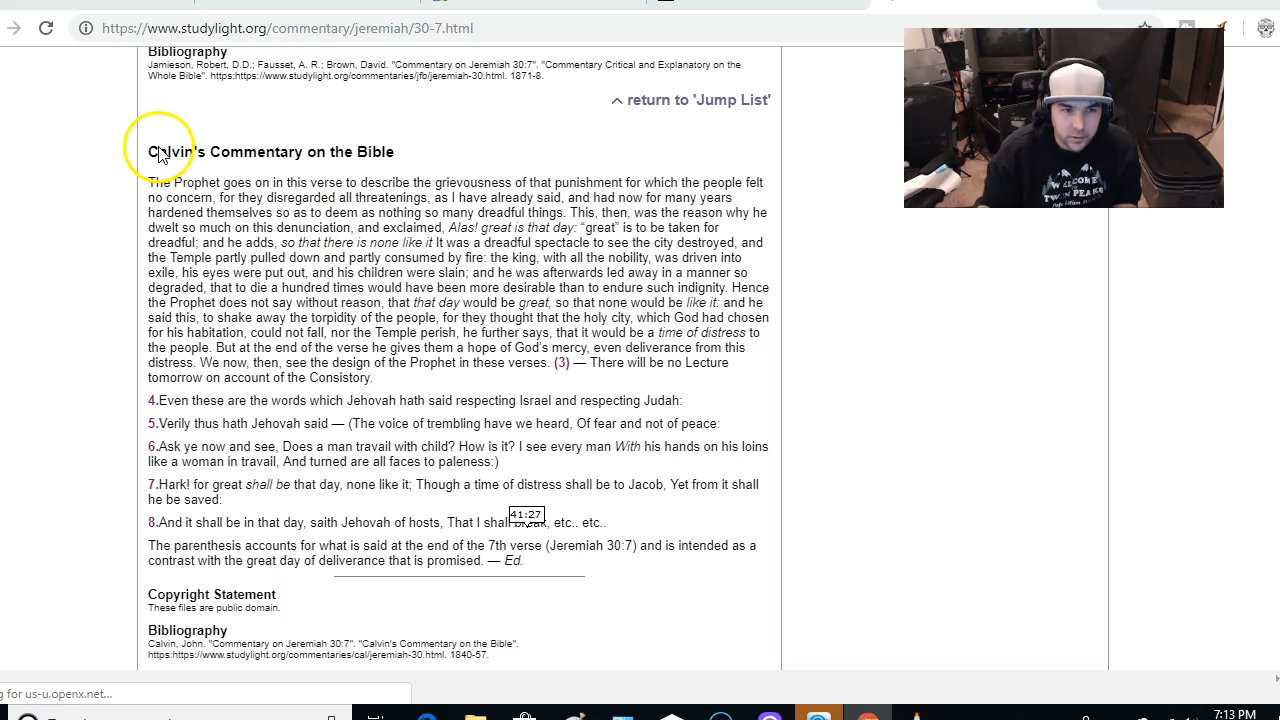 https://www.studylight.org/commentary/jeremiah/30-7.html
Bibliography
Jamieson, Robert, D.D.; Fausset, A. R.; Brown, David. "Commentary on Jeremiah 30:7". "Commentary Critical and Explanatory on the
Whole Bible". https:https://www.studylight.org/commentaries/jfb/jeremiah-30.html. 1871-8.
return to 'Jump List'
Calvin's Commentary on the Bible
The Prophet goes on in this verse to describe the grievousness of that punishment for which the people felt
no concern, for they disregarded all threatenings, as I have already said, and had now for many years
hardened themselves so as to deem as nothing so many dreadful things. This, then, was the reason why he
dwelt so much on this denunciation, and exclaimed, Alas! great is that day: “great” is to be taken for
dreadful; and he adds, so that there is none like it It was a dreadful spectacle to see the city destroyed, and
the Temple partly pulled down and partly consumed by fire: the king, with all the nobility, was driven into
exile, his eyes were put out, and his children were slain; and he was afterwards led away in a manner so
degraded, that to die a hundred times would have been more desirable than to endure such indignity. Hence
the Prophet does not say without reason, that that day would be great, so that none would be like it: and he
said this, to shake away the torpidity of the people, for they thought that the holy city, which God had chosen
for his habitation, could not fall, nor the Temple perish, he further says, that it would be a time of distress to
the people. But at the end of the verse he gives them a hope of God’s mercy, even deliverance from this
distress. We now, then, see the design of the Prophet in these verses. (3) — There will be no Lecture
tomorrow on account of the Consistory.
4.Even these are the words which Jehovah hath said respecting Israel and respecting Judah:
5.Verily thus hath Jehovah said — (The voice of trembling have we heard, Of fear and not of peace:
6.Ask ye now and see, Does a man travail with child? How is it? I see every man With his hands on his loins
like a woman in travail, And turned are all faces to paleness:)
7.Hark! for great shall be that day, none like it; Though a time of distress shall be to Jacob, Yet from it shall
he be saved:
41:27
8.And it shall be in that day, saith Jehovah of hosts, That I shall break, etc.. etc..
The parenthesis accounts for what is said at the end of the 7th verse (Jeremiah 30:7) and is intended as a
contrast with the great day of deliverance that is promised. — Ed.
Copyright Statement
These files are public domain.
Bibliography
Calvin, John. "Commentary on Jeremiah 30:7". "Calvin's Commentary on the Bible".
https:https://www.studylight.org/commentaries/cal/jeremiah-30.html. 1840-57.
g for us-u.openx.net...
7:13 PM
WELCOME
TO
TWIN PEAKS